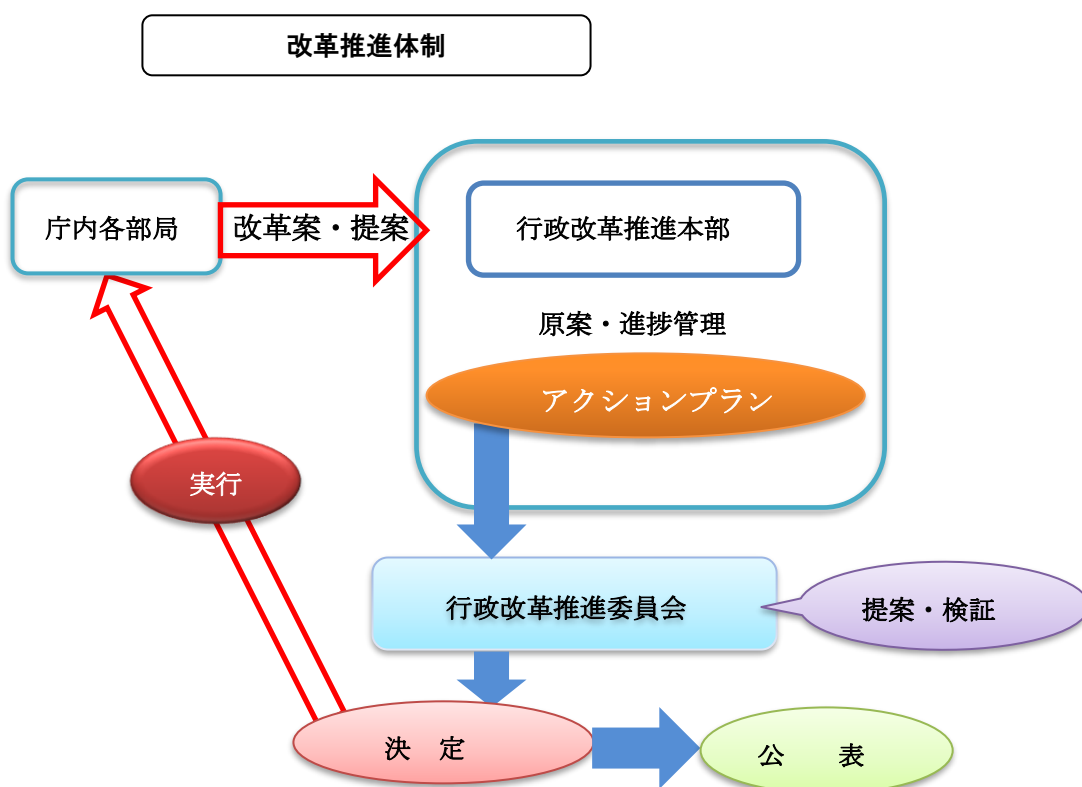 改革推進体制
庁内各部局
改革案・提案
行政改革推進本部
原案・進捗管理
アクションプラン
実行
行政改革推進委員会
提案・検証
決　定
公　　表